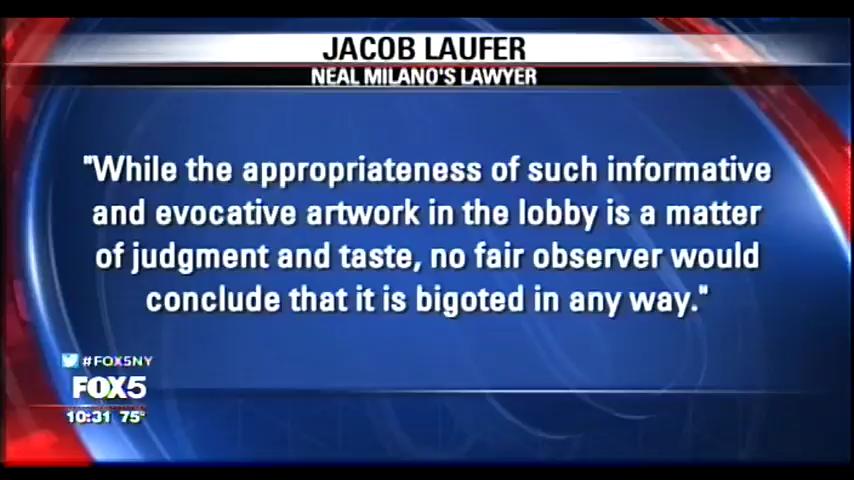 JACOB LAUFER
NEAL MILANO'S LAWYER
"While the appropriateness of such informative
and evocative artwork in the lobby is a matter
of judgment and taste, no fair observer would
conclude that it is bigoted in any way."
#FOX5NY
FOX5
10:31 75°